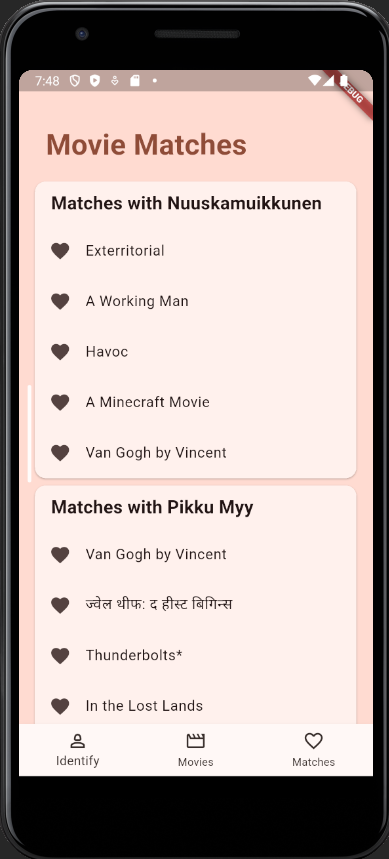 7:48
DEBUG
Movie Matches
Matches with Nuuskamuikkunen
Exterritorial
A Working Man
Havoc
A Minecraft Movie
Van Gogh by Vincent
Matches with Pikku Myy
Van Gogh by Vincent
ज्वेल थीफ: द हीस्ट बिगिन्स
Thunderbolts*
In the Lost Lands
Identify
Movies
Matches